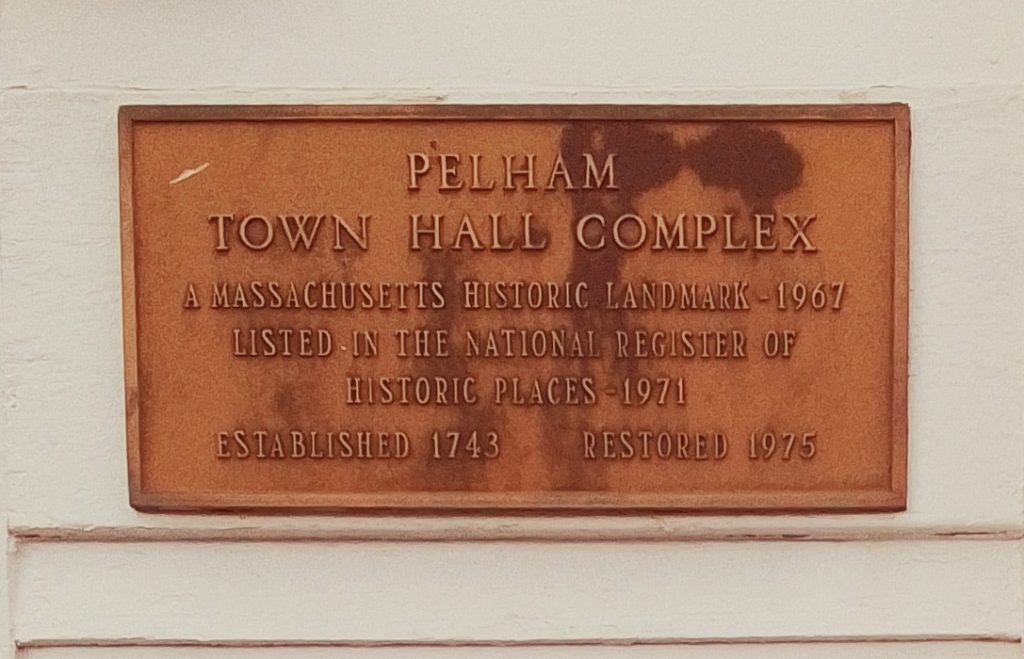 PELHAM
TOWN HALL COMPLEX
A MASSACHUSETTS HISTORIC LANDMARK - 1967
LISTED IN THE NATIONAL REGISTER OF
HISTORIC PLACES - 1971
ESTABLISHED 1743 RESTORED 1975